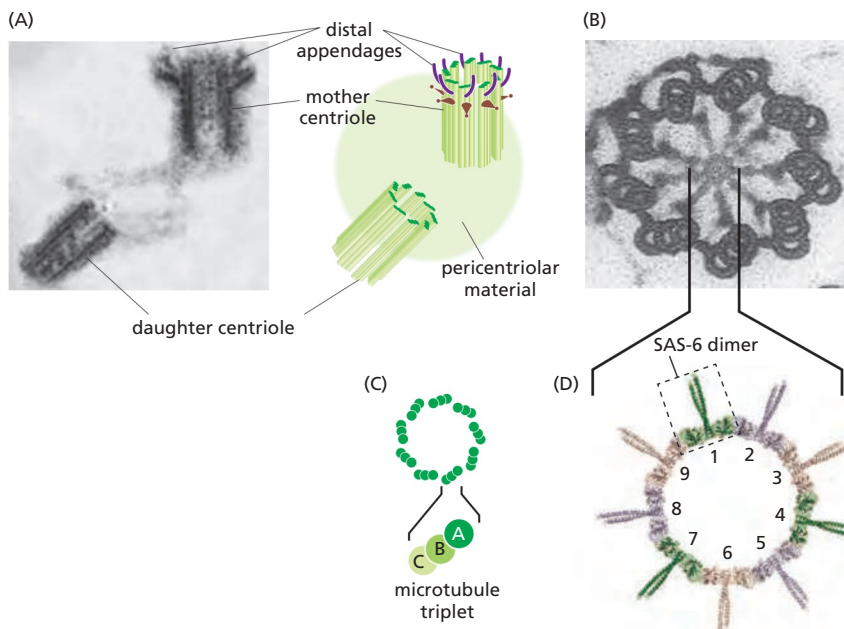 (A)
distal
appendages
mother
centriole
pericentriolar
material
daughter centriole
(B)
SAS-6 dimer
(C)
A
B
C
microtubule
triplet
(D)
1
2
3
4
5
6
7
8
9